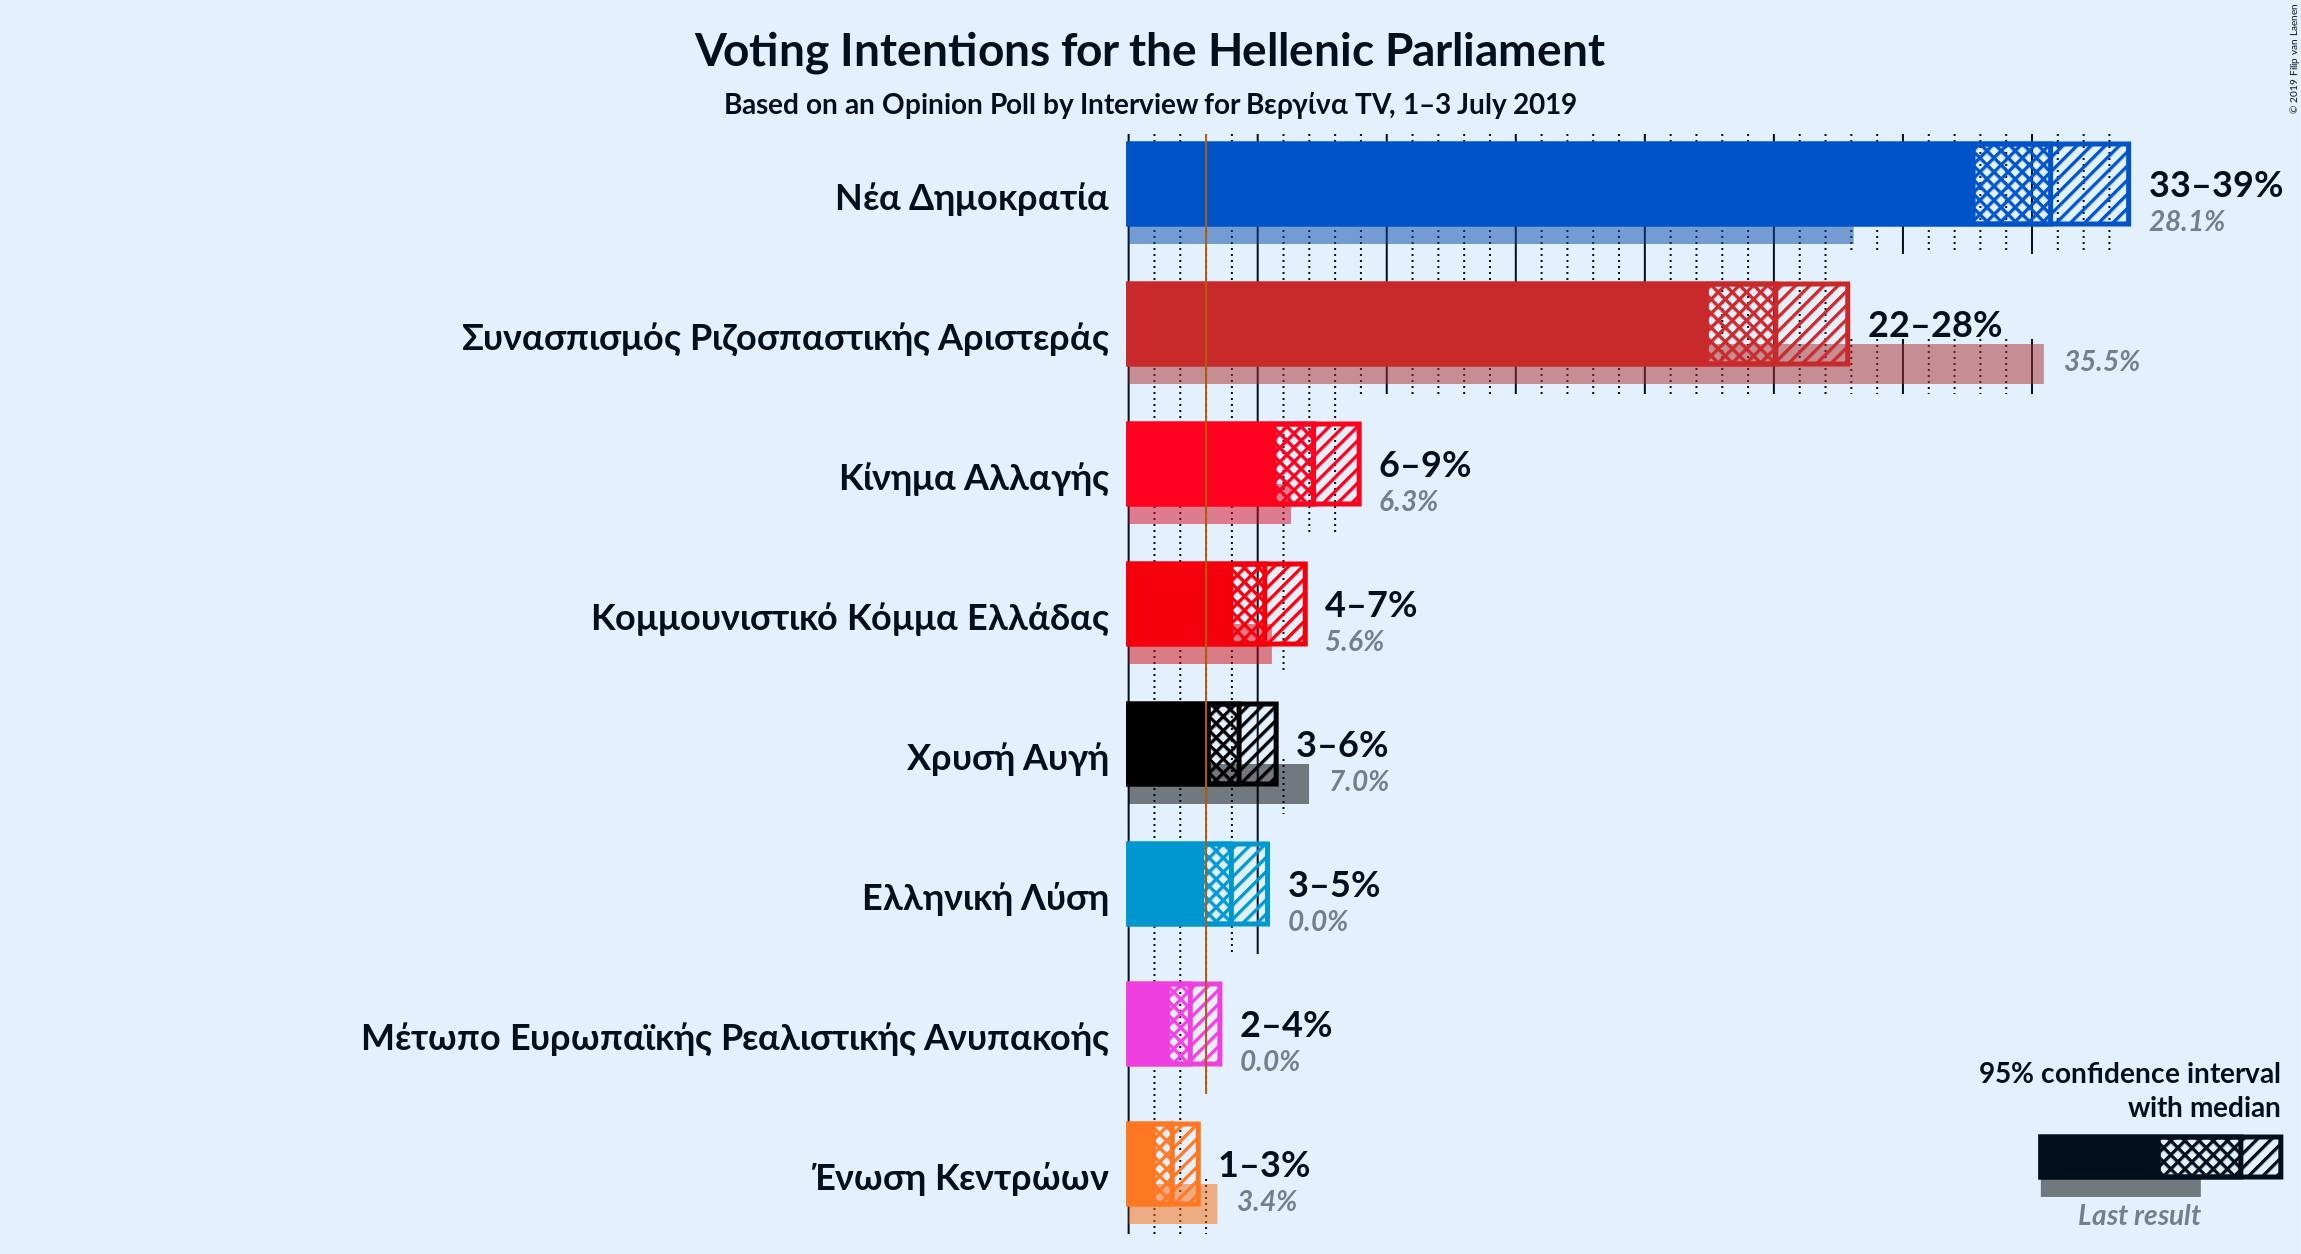 Voting Intentions for the Hellenic Parliament
Based on an Opinion Poll by Interview for Βεργίνα TV, 1–3 July 2019
© 2019 Filip van Laenen
Νέα Δημοκρατία
33–39%
28.1%
Συνασπισμός Ριζοσπαστικής Αριστεράς
22–28%
35.5%
Κίνημα Αλλαγής
6–9%
6.3%
Κομμουνιστικό Κόμμα Ελλάδας
4–7%
5.6%
Χρυσή Αυγή
3–6%
7.0%
Ελληνική Λύση
3–5%
0.0%
Μέτωπο Ευρωπαϊκής Ρεαλιστικής Ανυπακοής
2–4%
0.0%
Ένωση Κεντρώων
1–3%
3.4%
95% confidence interval
with median
Last result